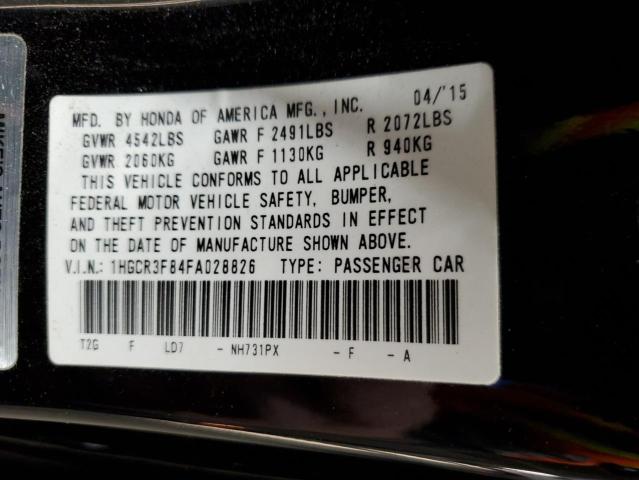 MFD. BY HONDA OF AMERICA MFG., INC. 04/'15
GVWR 4542LBS GAWR F 2491LBS R 2072LBS
GVWR 2060KG GAWR F 1130KG R 940KG
THIS VEHICLE CONFORMS TO ALL APPLICABLE
FEDERAL MOTOR VEHICLE SAFETY, BUMPER,
AND THEFT PREVENTION STANDARDS IN EFFECT
ON THE DATE OF MANUFACTURE SHOWN ABOVE.
V.I.N.: 1HGCR3F84FA028826 TYPE: PASSENGER CAR
T2G F LD7 - NH731PX - F - A